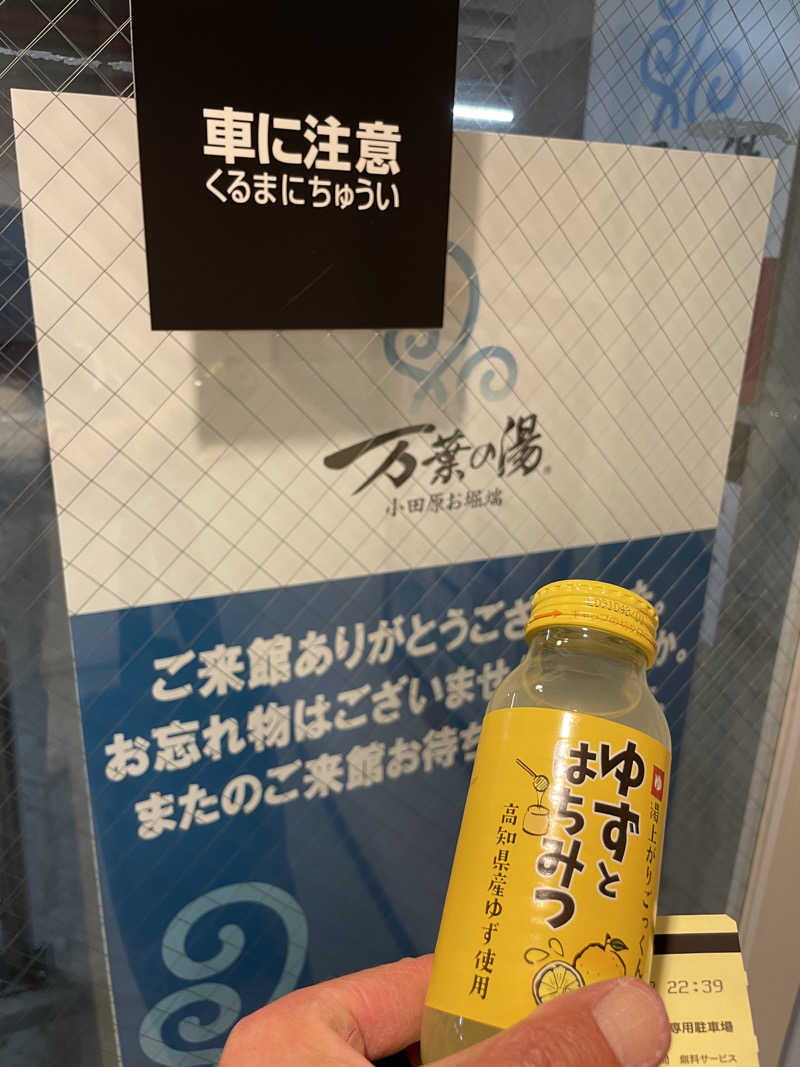 車に注意
くるまにちゅうい
万葉の湯
小田原お堀端
ご来館ありがとうござ
た。
お忘れ物はございませ
か。
またのご来館お待ち
ゆ
湯上がりごっくん
ゆずと
はちみつ
高知県産ゆず使用
22:39
専用駐車場
間 無料サービス